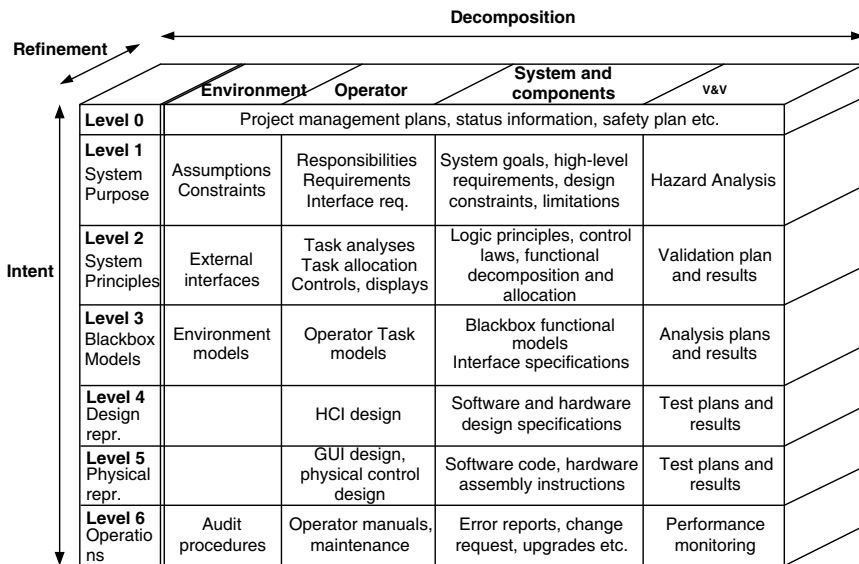 Decomposition
Refinement
Environment Operator System and components V&V
Level 0
Project management plans, status information, safety plan etc.
Level 1
System
Purpose
Assumptions
Constraints
Responsibilities
Requirements
Interface req.
System goals, high-level
requirements, design
constraints, limitations
Hazard Analysis
Intent
Level 2
System
Principles
External
interfaces
Task analyses
Task allocation
Controls, displays
Logic principles, control
laws, functional
decomposition and
allocation
Validation plan
and results
Level 3
Blackbox
Models
Environment
models
Operator Task
models
Blackbox functional
models
Interface specifications
Analysis plans
and results
Level 4
Design
repr.
HCI design
Software and hardware
design specifications
Test plans and
results
Level 5
Physical
repr.
GUI design,
physical control
design
Software code, hardware
assembly instructions
Test plans and
results
Level 6
Operatio
ns
Audit
procedures
Operator manuals,
maintenance
Error reports, change
request, upgrades etc.
Performance
monitoring